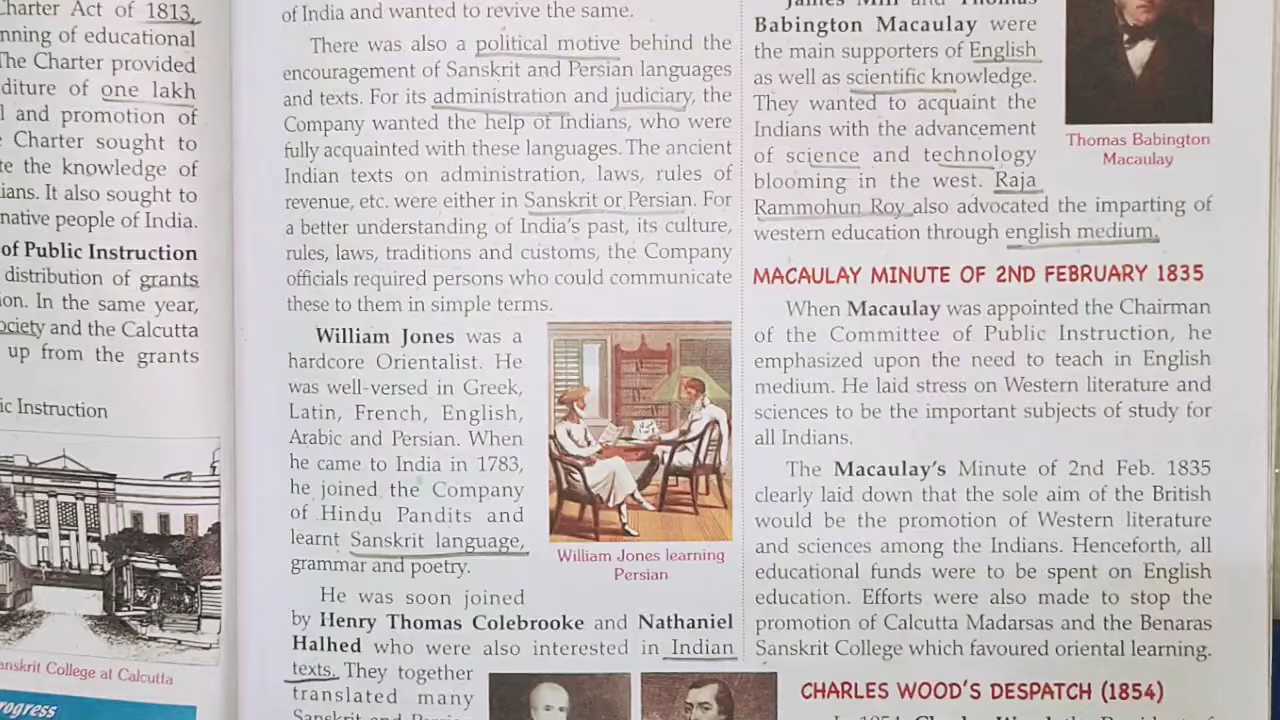 Charter Act of 1813,
nning of educational
The Charter provided
diture of one lakh
l and promotion of
Charter sought to
te the knowledge of
ians. It also sought to
native people of India.
of Public Instruction
distribution of grants
ion. In the same year,
ociety and the Calcutta
up from the grants
ic Instruction
anskrit College at Calcutta
rogress
of India and wanted to revive the same.
There was also a political motive behind the
encouragement of Sanskrit and Persian languages
and texts. For its administration and judiciary, the
Company wanted the help of Indians, who were
fully acquainted with these languages. The ancient
Indian texts on administration, laws, rules of
revenue, etc. were either in Sanskrit or Persian. For
a better understanding of India's past, its culture,
rules, laws, traditions and customs, the Company
officials required persons who could communicate
these to them in simple terms.
William Jones was a
hardcore Orientalist. He
was well-versed in Greek,
Latin, French, English,
Arabic and Persian. When
he came to India in 1783,
he joined the Company
of Hindu Pandits and
learnt Sanskrit language,
grammar and poetry.
William Jones learning
Persian
He was soon joined
by Henry Thomas Colebrooke and Nathaniel
Halhed who were also interested in Indian
texts. They together
translated many
Sanskrit and Persian
James Mill and Thomas
Babington Macaulay were
the main supporters of English
as well as scientific knowledge.
They wanted to acquaint the
Indians with the advancement
of science and technology
blooming in the west. Raja
Rammohun Roy also advocated the imparting of
western education through english medium.
Thomas Babington
Macaulay
MACAULAY MINUTE OF 2ND FEBRUARY 1835
When Macaulay was appointed the Chairman
of the Committee of Public Instruction, he
emphasized upon the need to teach in English
medium. He laid stress on Western literature and
sciences to be the important subjects of study for
all Indians.
The Macaulay's Minute of 2nd Feb. 1835
clearly laid down that the sole aim of the British
would be the promotion of Western literature
and sciences among the Indians. Henceforth, all
educational funds were to be spent on English
education. Efforts were also made to stop the
promotion of Calcutta Madarsas and the Benaras
Sanskrit College which favoured oriental learning.
CHARLES WOOD'S DESPATCH (1854)
In 1854, Charles Wood, the President of